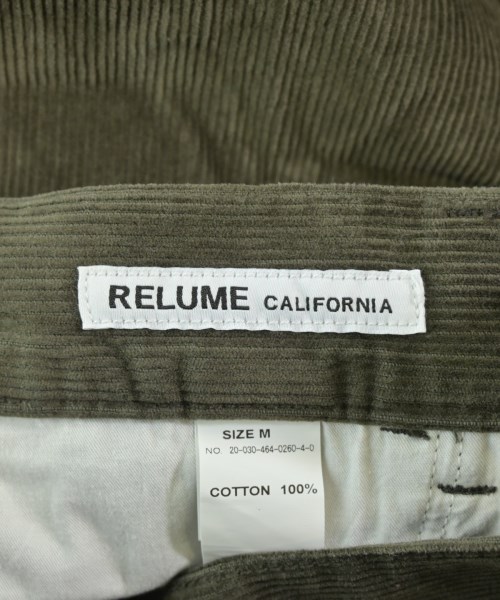 RELUME CALIFORNIA
SIZE M
NO. 20-030-464-0260-4-0
COTTON 100%